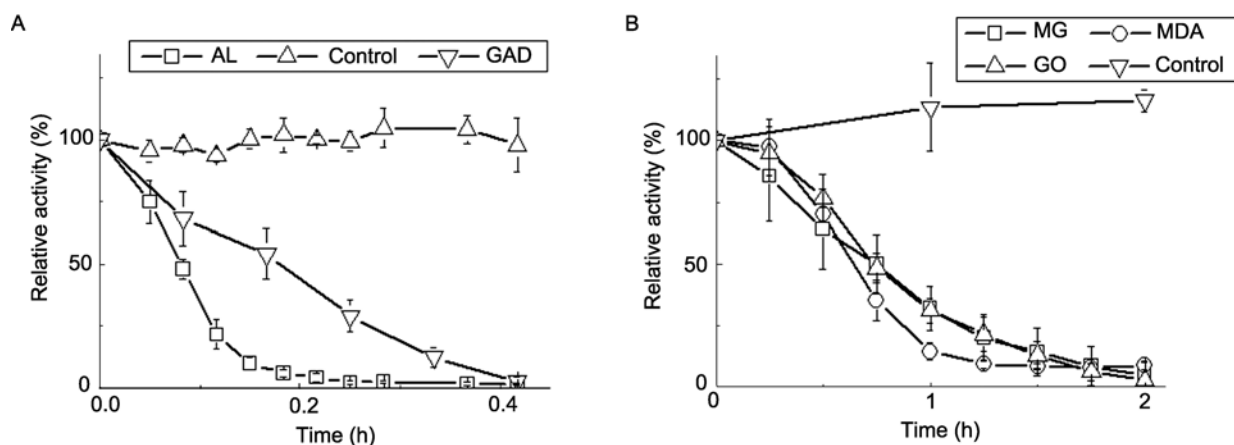 A
AL Control GAD
Relative activity (%)
100
50
0
0.0 0.2 0.4
Time (h)
B
MG MDA
GO Control
Relative activity (%)
100
50
0
0 1 2
Time (h)